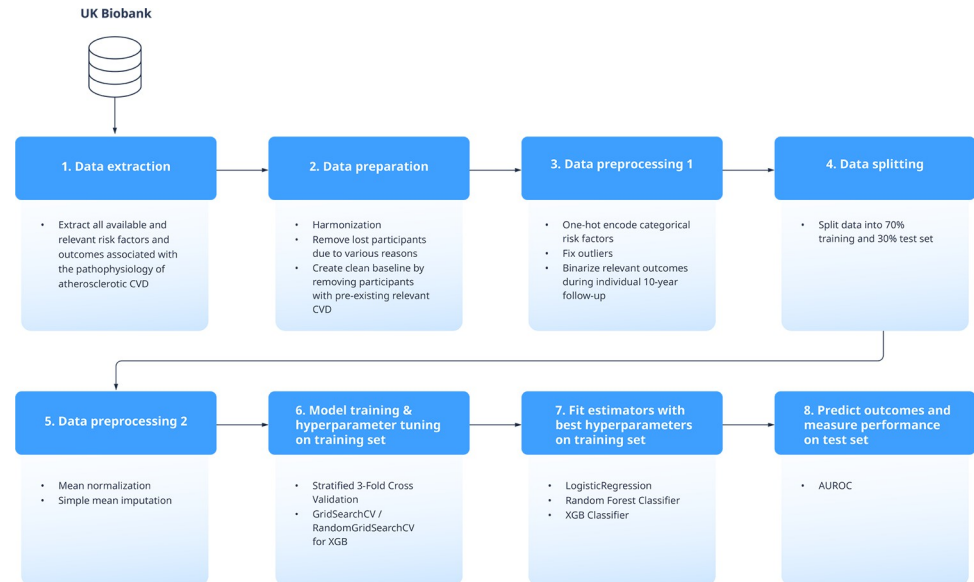 UK Biobank
1. Data extraction
2. Data preparation
3. Data preprocessing 1
4. Data splitting
• Extract all available and
relevant risk factors and
outcomes associated with
the pathophysiology of
atherosclerotic CVD
• Harmonization
• Remove lost participants
due to various reasons
• Create clean baseline by
removing participants
with pre-existing relevant
CVD
• One-hot encode categorical
risk factors
• Fix outliers
• Binarize relevant outcomes
during individual 10-year
follow-up
• Split data into 70%
training and 30% test set
5. Data preprocessing 2
6. Model training &
hyperparameter tuning
on training set
7. Fit estimators with
best hyperparameters
on training set
8. Predict outcomes and
measure performance
on test set
• Mean normalization
• Simple mean imputation
• Stratified 3-Fold Cross
Validation
• GridSearchCV /
RandomGridSearchCV
for XGB
• LogisticRegression
• Random Forest Classifier
• XGB Classifier
• AUROC